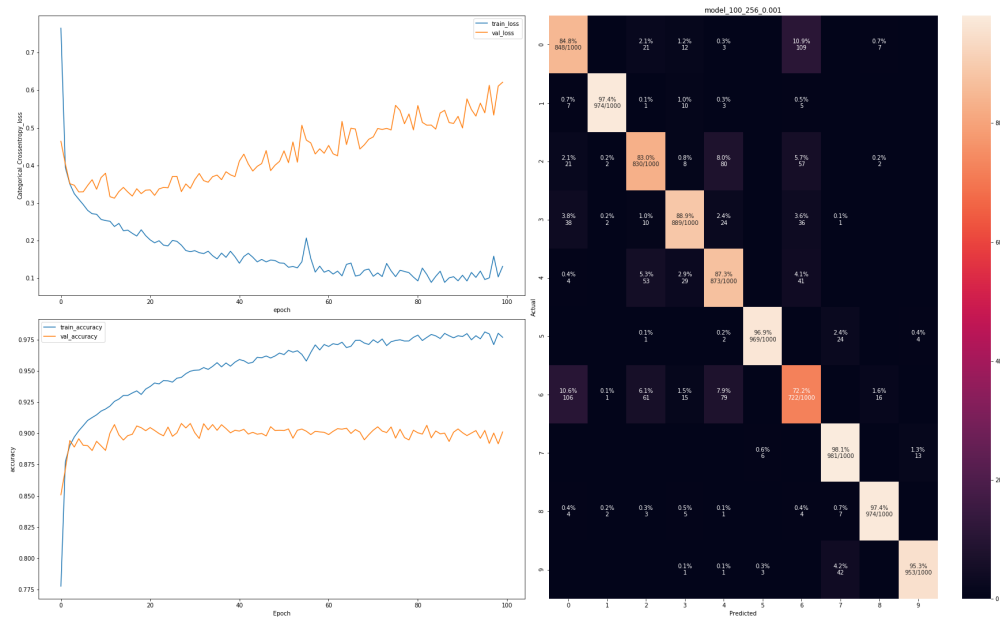 train_loss
val_loss
0.7
0.6
0.5
0.4
0.3
0.2
0.1
Categorical_Crossentropy_loss
0 20 40 60 80 100
epoch
train_accuracy
val_accuracy
0.975
0.950
0.925
0.900
0.875
0.850
0.825
0.800
0.775
accuracy
0 20 40 60 80 100
Epoch
model_100_256_0.001
Actual
0
84.8% 2.1% 1.2% 0.3% 10.9% 0.7%
848/1000 21 12 3 109 7
1
0.7% 97.4% 0.1% 1.0% 0.3% 0.5%
7 974/1000 1 10 3 5
2
2.1% 0.2% 83.0% 0.8% 8.0% 5.7% 0.2%
21 2 830/1000 8 80 57 2
3
3.8% 0.2% 1.0% 88.9% 2.4% 3.6% 0.1%
38 2 10 889/1000 24 36 1
4
0.4% 5.3% 2.9% 87.3% 4.1%
4 53 29 873/1000 41
5
0.1% 0.2% 96.9% 2.4% 0.4%
1 2 969/1000 24 4
6
10.6% 0.1% 6.1% 1.5% 7.9% 72.2% 1.6%
106 1 61 15 79 722/1000 16
7
0.6% 98.1% 1.3%
6 981/1000 13
8
0.4% 0.2% 0.3% 0.5% 0.1% 0.4% 0.7% 97.4%
4 2 3 5 1 4 7 974/1000
9
0.1% 0.1% 0.3% 4.2% 95.3%
1 1 3 42 953/1000
0 1 2 3 4 5 6 7 8 9
Predicted
0